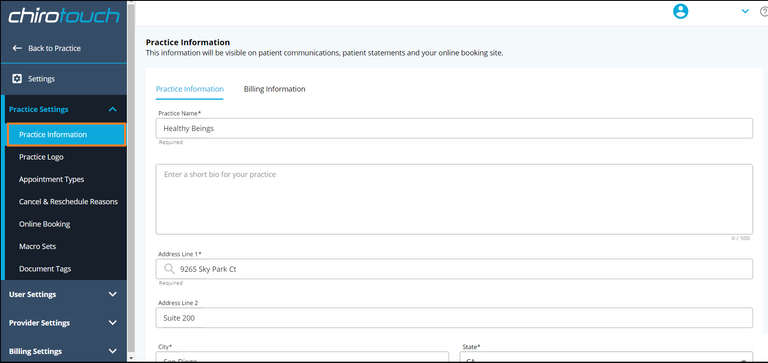 chirotouch
Back to Practice
Settings
Practice Settings
Practice Information
Practice Logo
Appointment Types
Cancel & Reschedule Reasons
Online Booking
Macro Sets
Document Tags
User Settings
Provider Settings
Billing Settings
Practice Information
This information will be visible on patient communications, patient statements and your online booking site.
Practice Information Billing Information
Practice Name*
Healthy Beings
Required
Enter a short bio for your practice
0 / 500
Address Line 1*
9265 Sky Park Ct
Required
Address Line 2
Suite 200
City* State*
San Diego CA